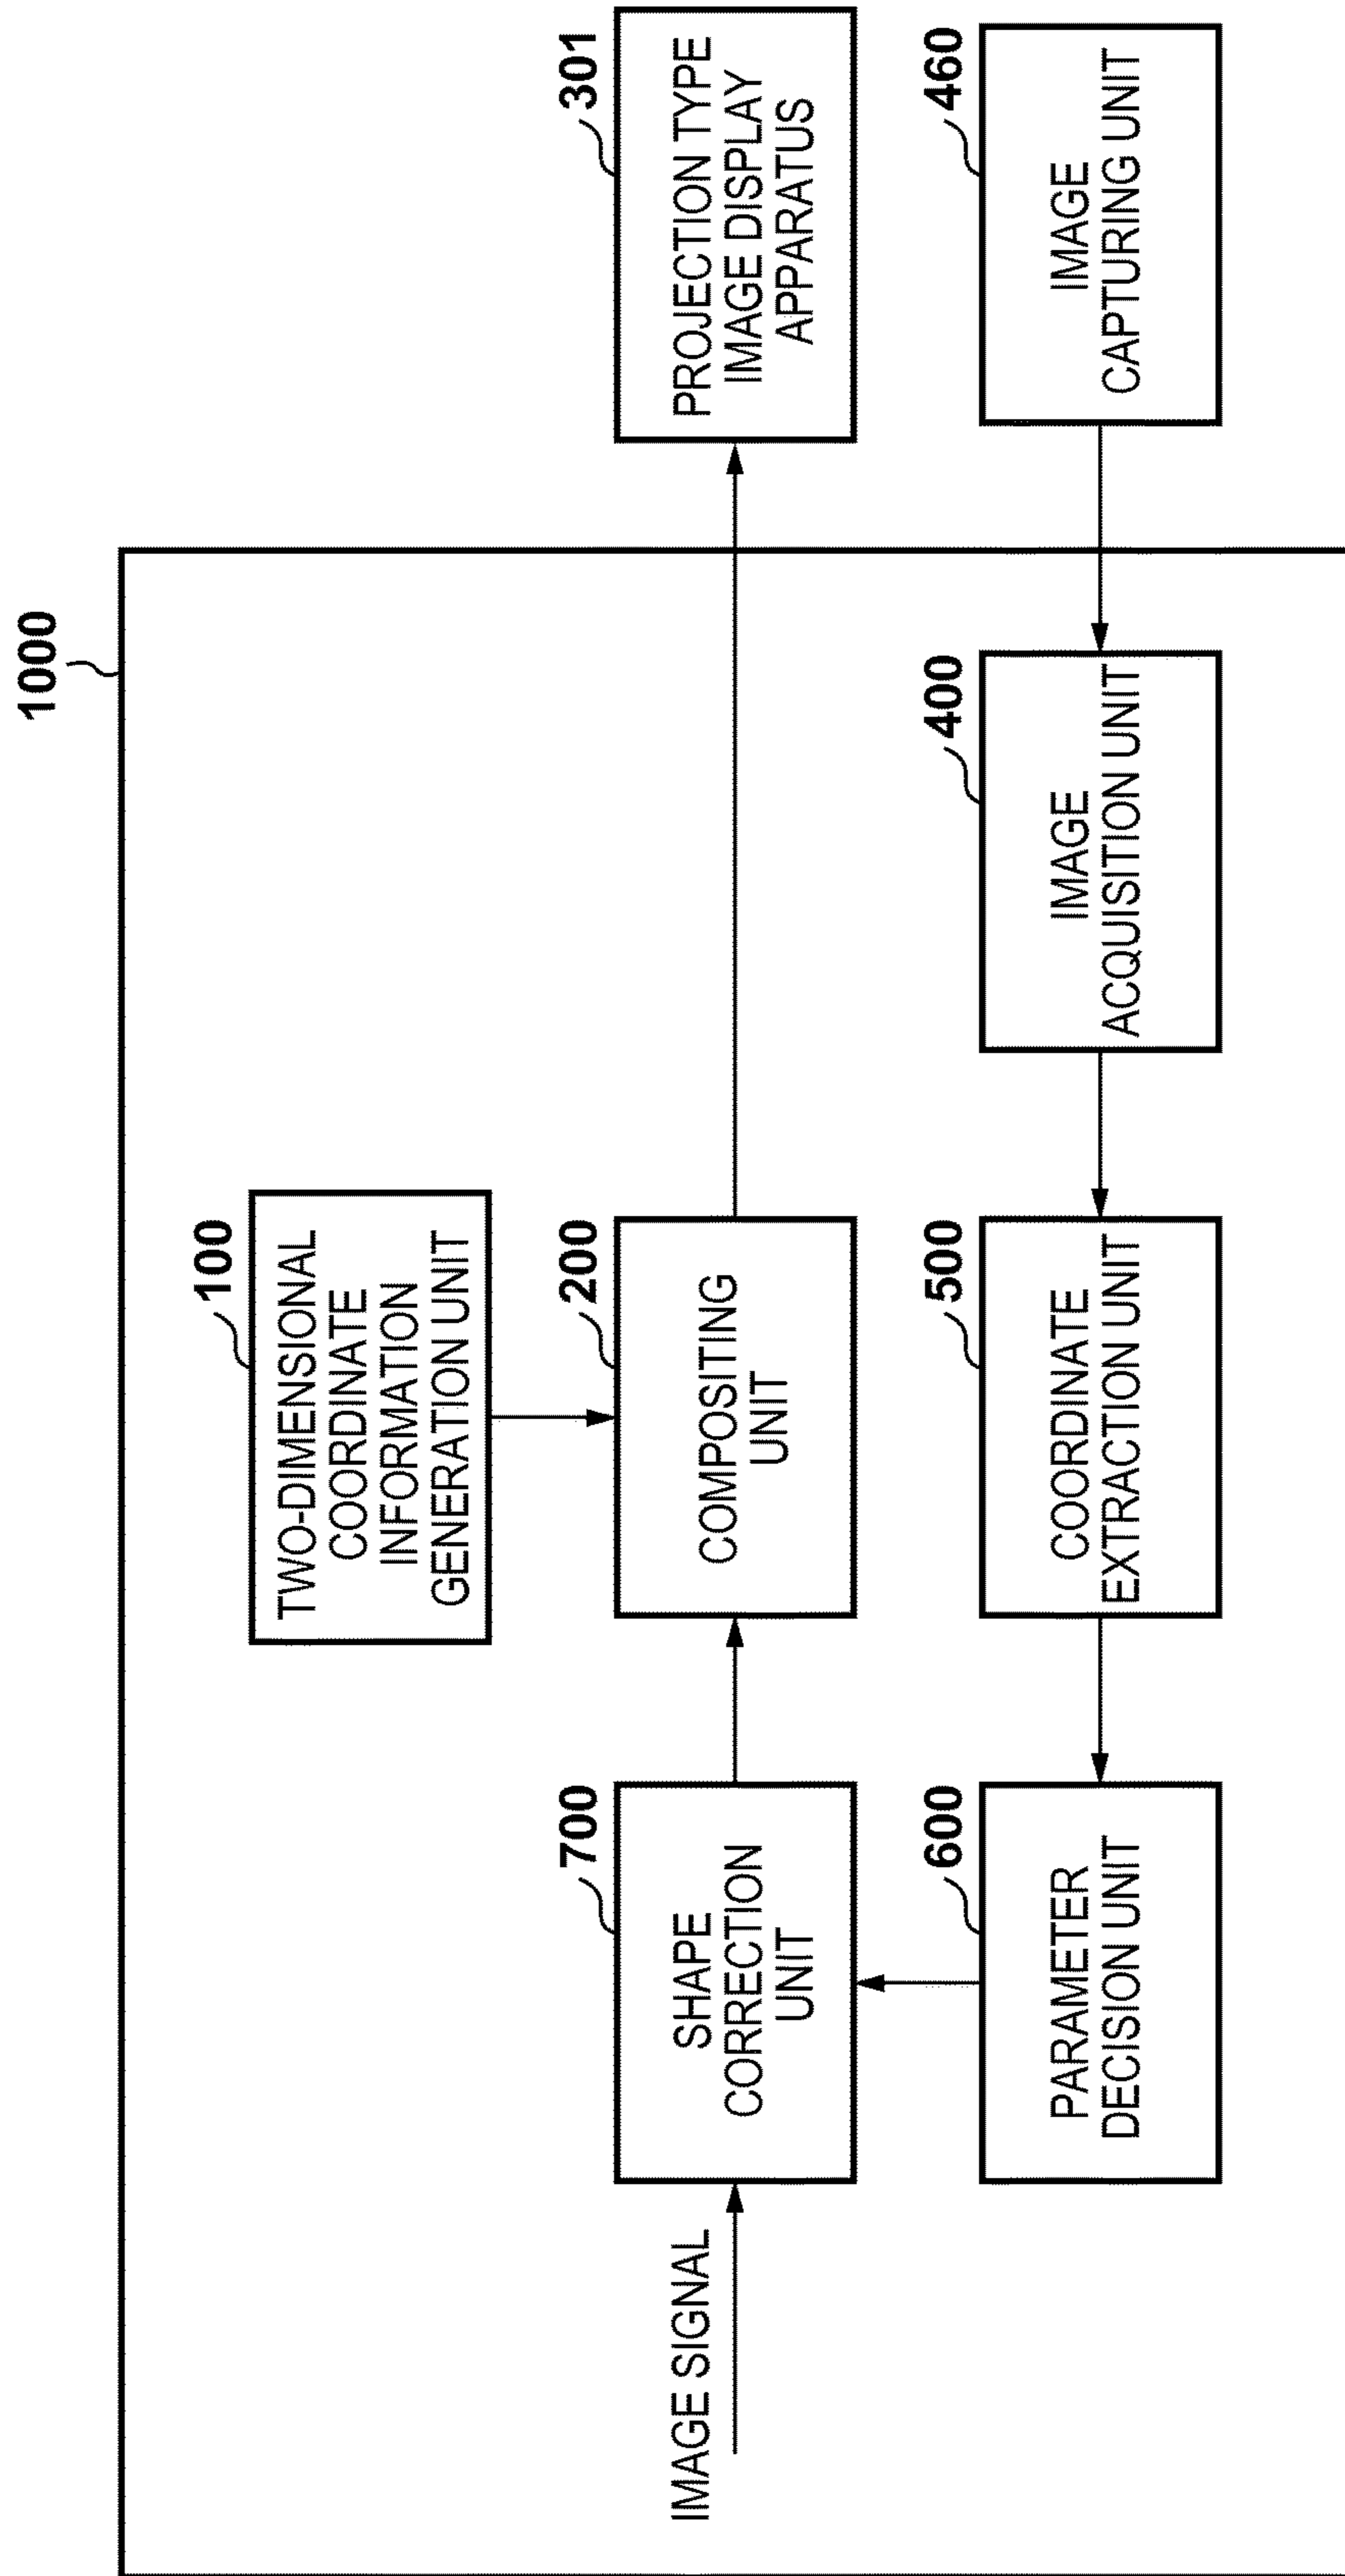 1000
100
TWO-DIMENSIONAL
COORDINATE
INFORMATION
GENERATION UNIT
IMAGE SIGNAL
700
SHAPE
CORRECTION
UNIT
200
COMPOSITING
UNIT
301
PROJECTION TYPE
IMAGE DISPLAY
APPARATUS
600
PARAMETER
DECISION UNIT
500
COORDINATE
EXTRACTION UNIT
400
IMAGE
ACQUISITION UNIT
460
IMAGE
CAPTURING UNIT